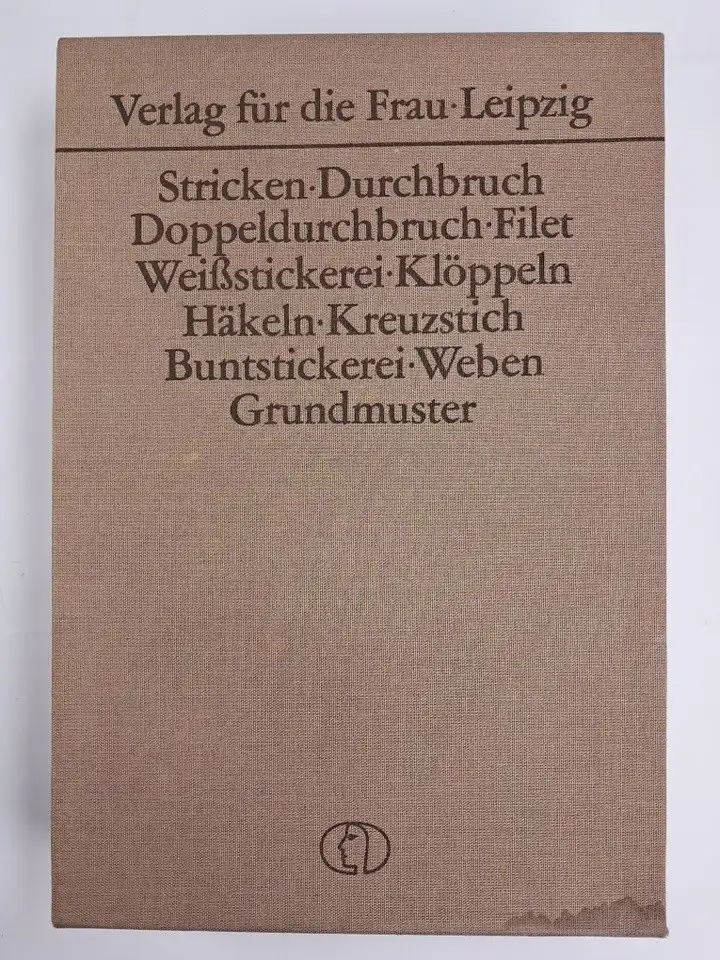 Verlag für die Frau·Leipzig
Stricken·Durchbruch
Doppeldurchbruch·Filet
Weißstickerei·Klöppeln
Häkeln·Kreuzstich
Buntstickerei·Weben
Grundmuster